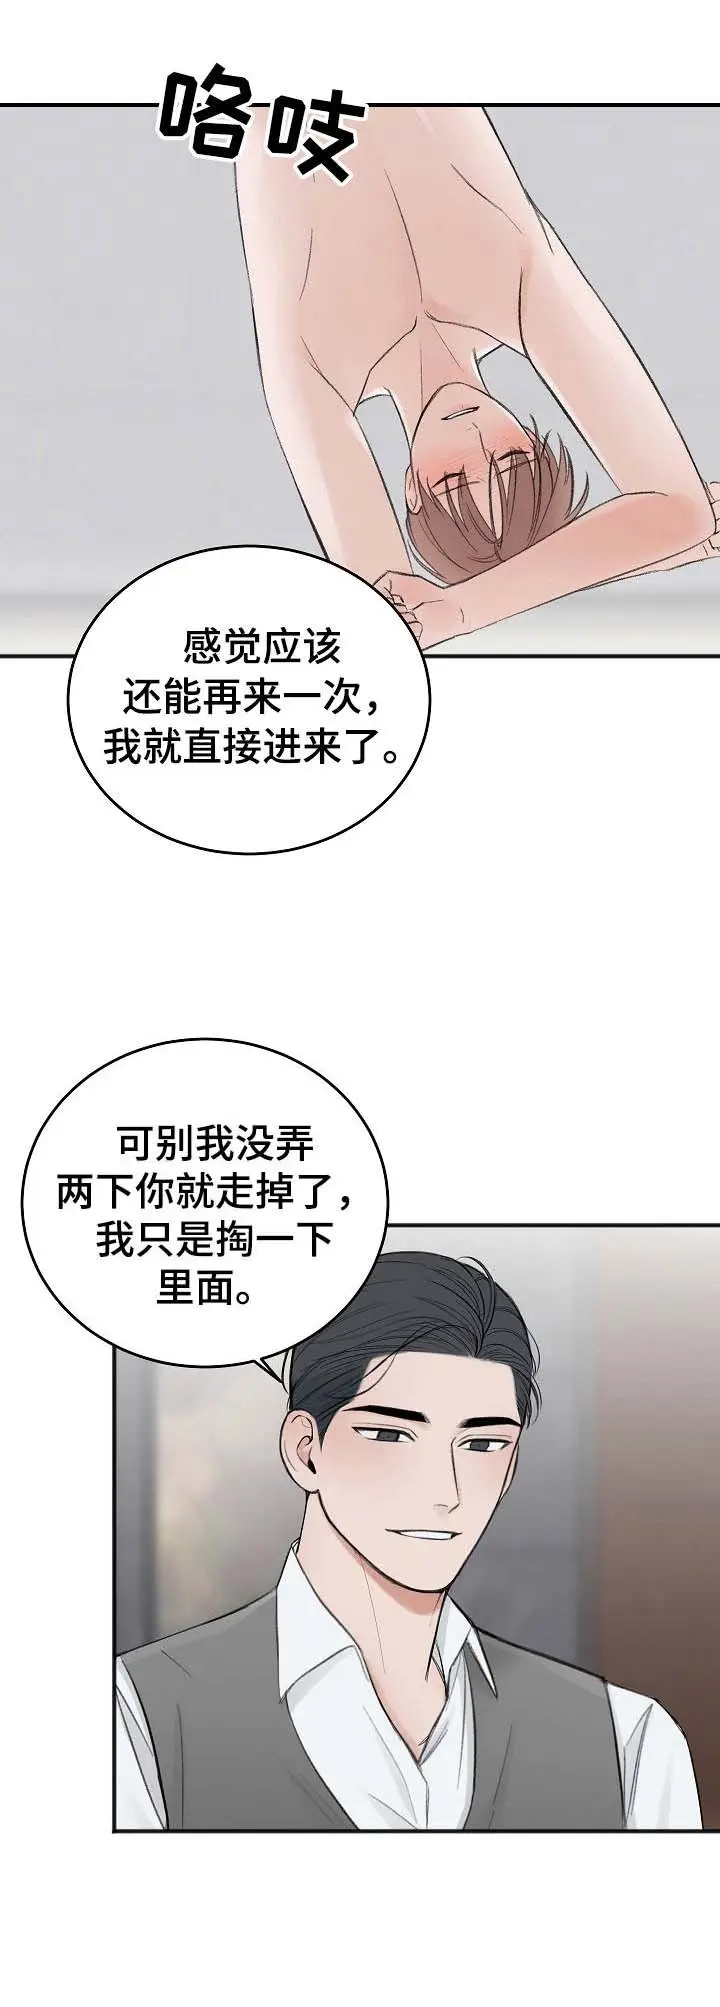 咯吱
感觉应该
还能再来一次，
我就直接进来了。
可别我没弄
两下你就走掉了，
我只是掏一下
里面。